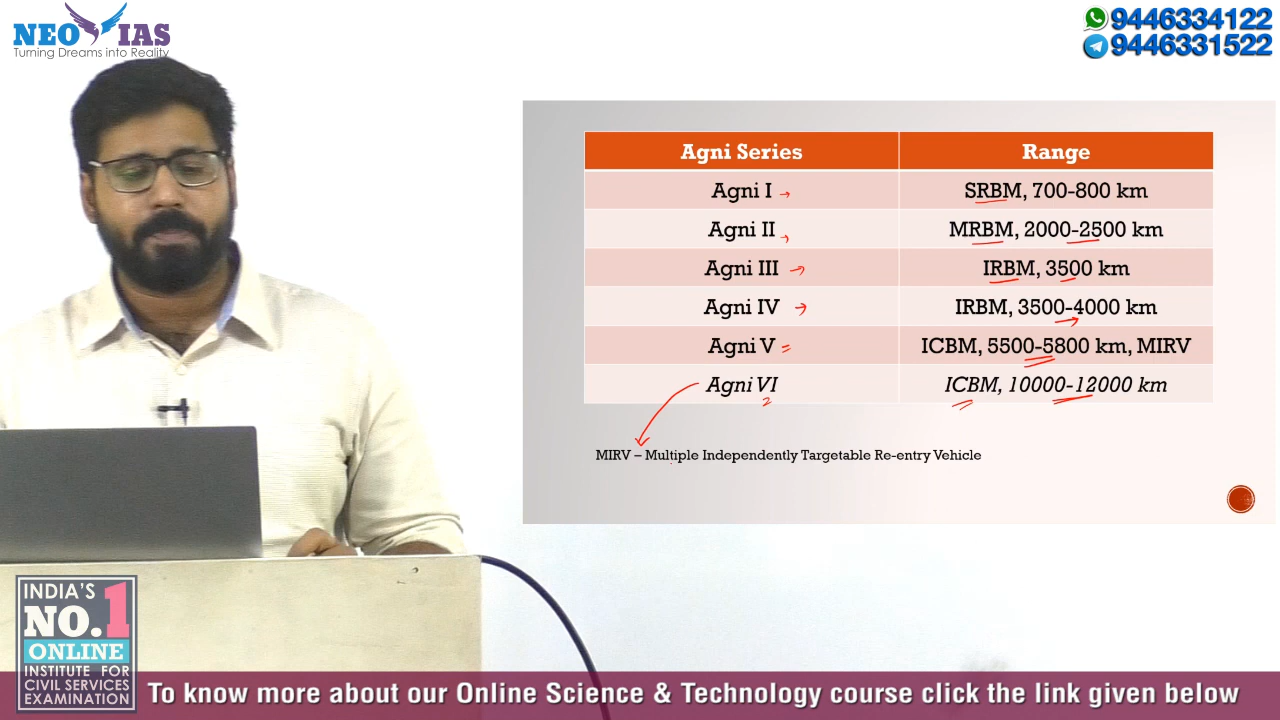 NEO IAS
Turning Dreams into Reality
9446334122
9446331522
Agni Series Range
Agni I SRBM, 700-800 km
Agni II MRBM, 2000-2500 km
Agni III IRBM, 3500 km
Agni IV IRBM, 3500-4000 km
Agni V ICBM, 5500-5800 km, MIRV
Agni VI ICBM, 10000-12000 km
MIRV – Multiple Independently Targetable Re-entry Vehicle
INDIA'S
NO.1
ONLINE
INSTITUTE FOR
CIVIL SERVICES
EXAMINATION
To know more about our Online Science & Technology course click the link given below